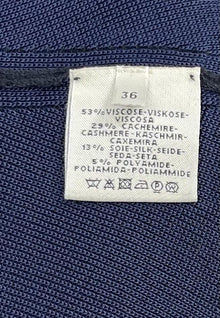 36
53%VISCOSE-VISKOSE-
VISCOSA
29% CACHEMIRE-
CASHMERE-KASCHMIR-
CAXEMIRA
13% SOIE-SILK-SEIDE-
SEDA-SETA
5% POLYAMIDE-
POLIAMIDA-POLIAMMIDE